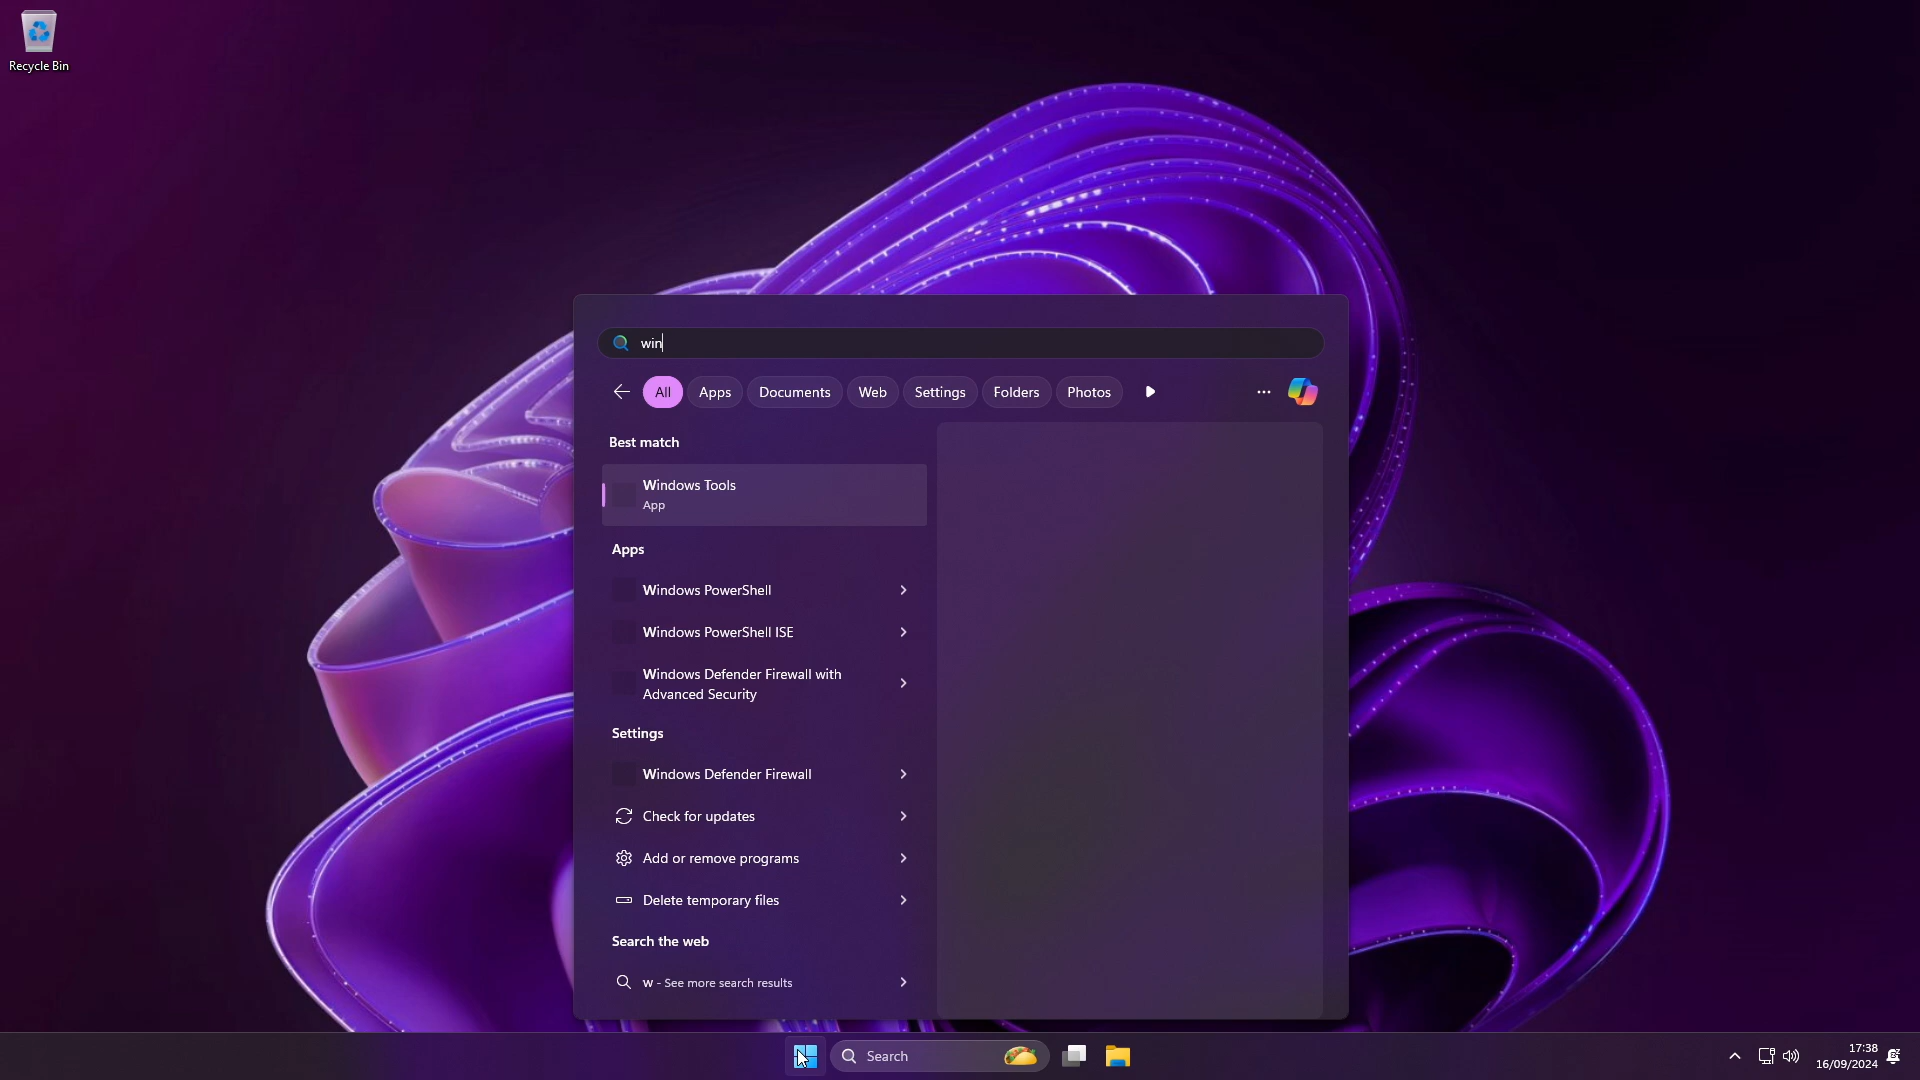 Recycle Bin
win
All
Apps
Documents
Web
Settings
Folders
Photos
Best match
Windows Tools
App
Apps
Windows PowerShell
Windows PowerShell ISE
Windows Defender Firewall with
Advanced Security
Settings
Windows Defender Firewall
Check for updates
Add or remove programs
Delete temporary files
Search the web
w - See more search results
Search
17:38
16/09/2024